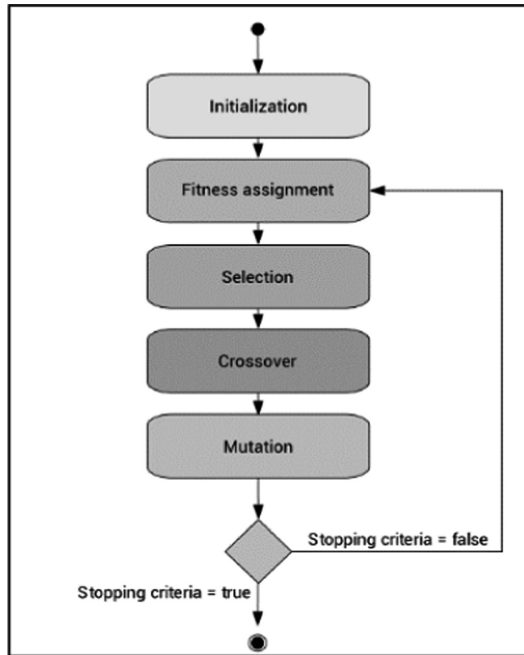 Initialization
Fitness assignment
Selection
Crossover
Mutation
Stopping criteria = false
Stopping criteria = true